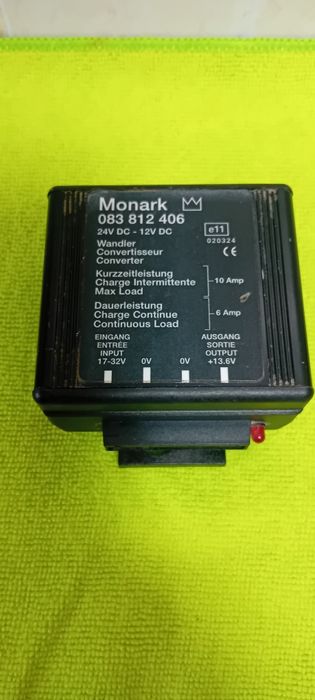 Monark
083 812 406
24V DC - 12V DC
e11
020324
CE
Wandler
Convertisseur
Converter
Kurzzeitleistung
Charge Intermittente
Max Load
10 Amp
Dauerleistung
Charge Continue
Continuous Load
6 Amp
EINGANG
ENTRÉE
INPUT
17-32V
0V
0V
AUSGANG
SORTIE
OUTPUT
+13.6V